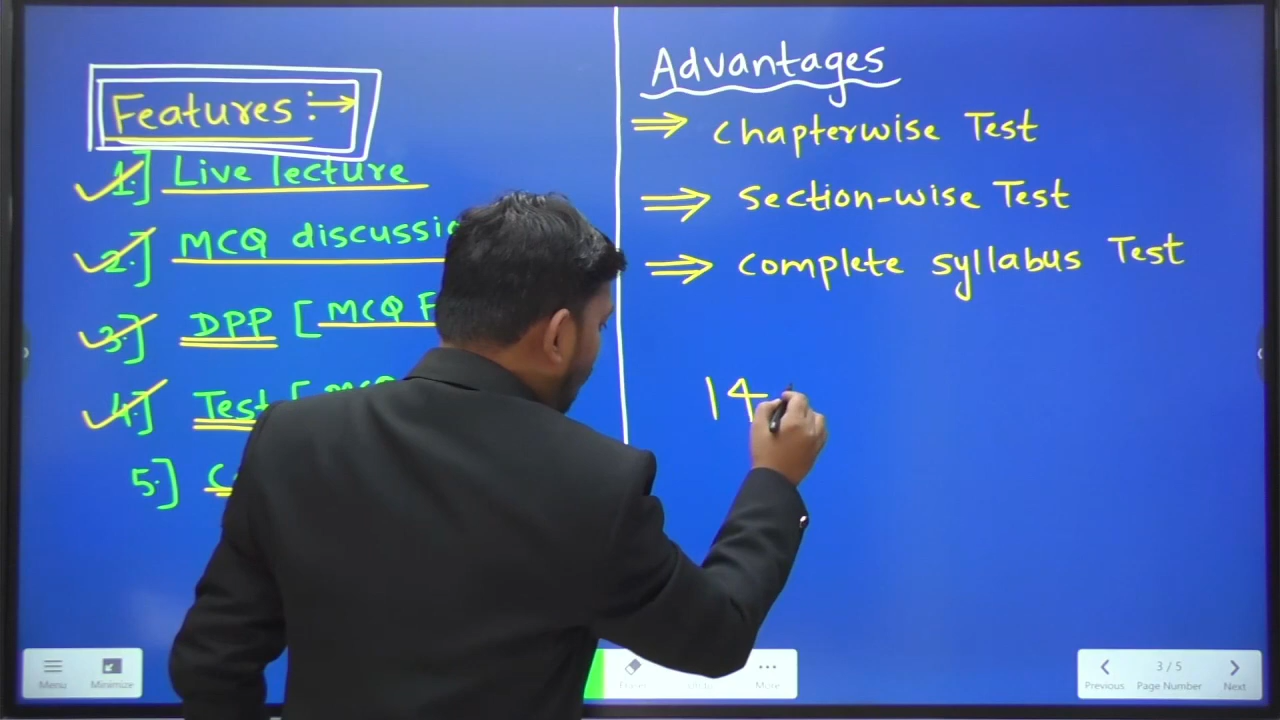 Features :→
1.] Live lecture
2.] MCQ
3.] DPP [ MCQ
4.] Test [
5.]
Advantages
⇒ Chapterwise Test
⇒ Section-wise Test
⇒ Complete syllabus Test
14
Menu
Minimize
More
Previous
3 / 5
Page Number
Next